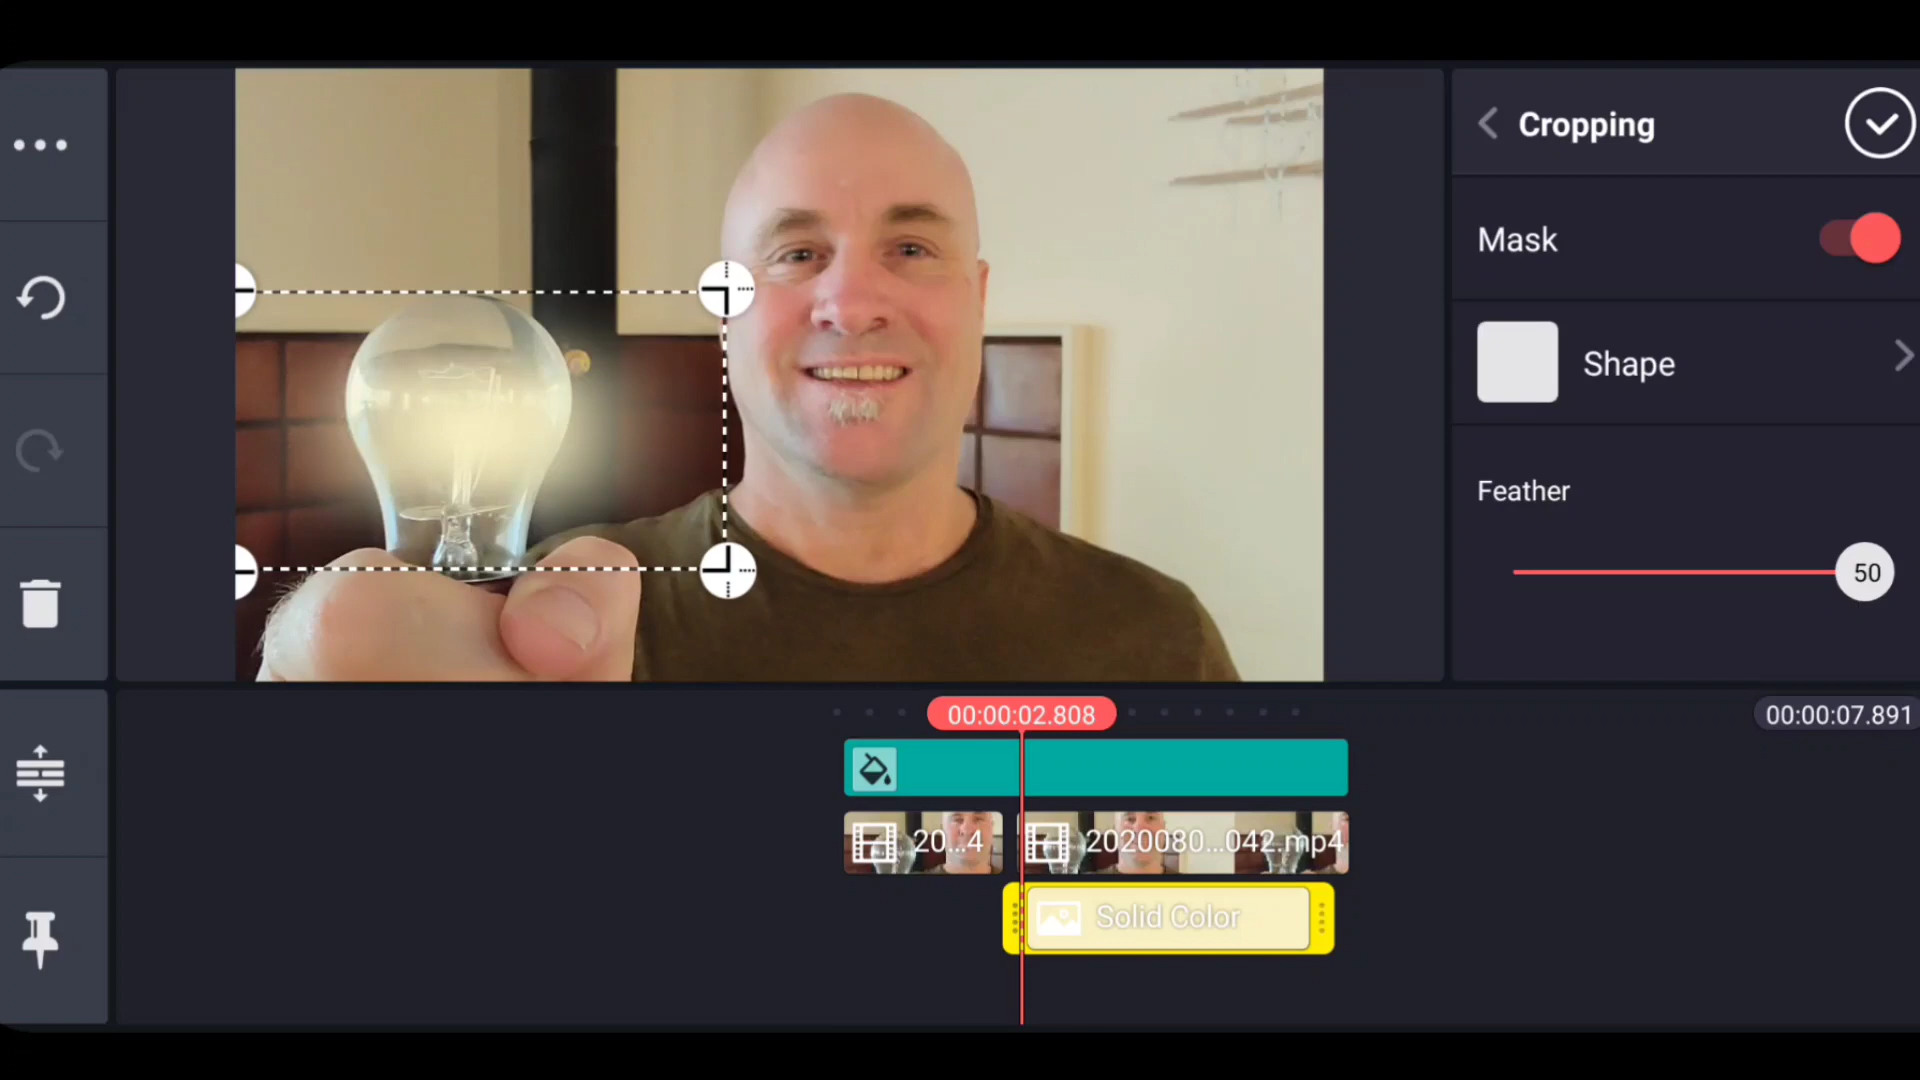 Cropping
Mask
Shape
Feather
50
00:00:02.808
00:00:07.891
20...4
2020080...042.mp4
Solid Color